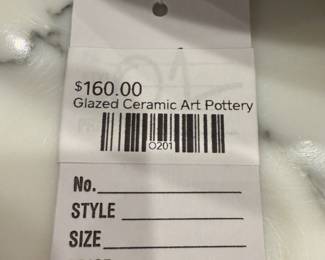 $160.00
Glazed Ceramic Art Pottery
O201
No.
STYLE
SIZE